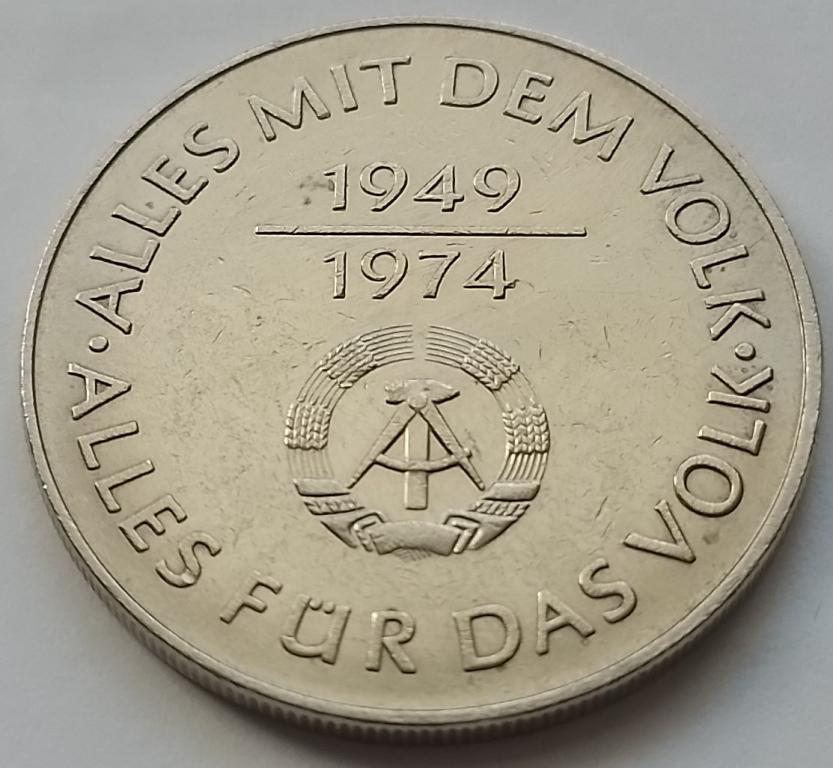 · ALLES MIT DEM VOLK ·
1949
1974
ALLES FÜR DAS VOLK